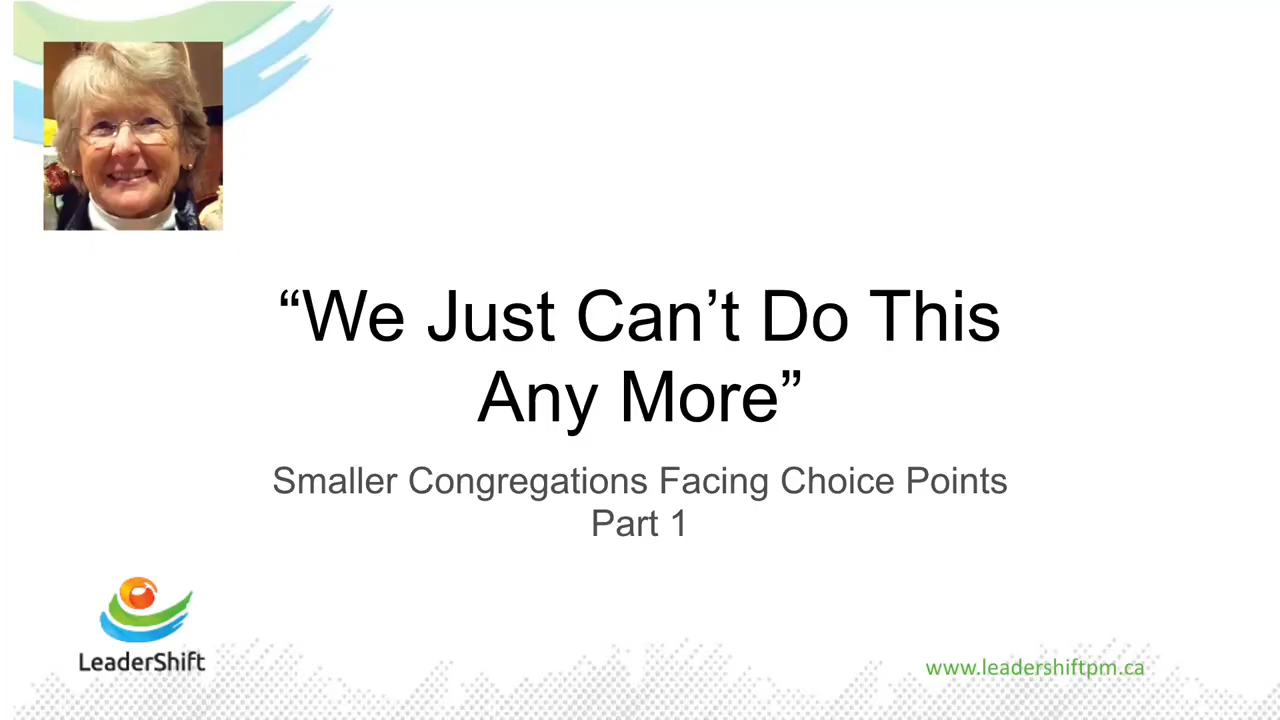 “We Just Can’t Do This
Any More”
Smaller Congregations Facing Choice Points
Part 1
LeaderShift
www.leadershiftpm.ca